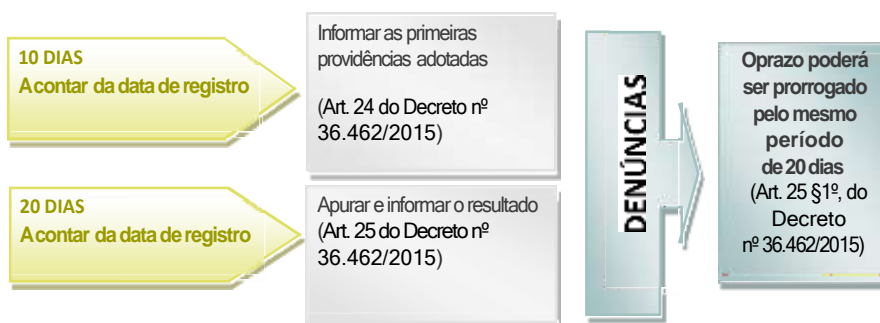 10 DIAS
Acontar da data de registro
Informar as primeiras
providências adotadas
(Art. 24 do Decreto nº
36.462/2015)
20 DIAS
Acontar da data de registro
Apurar e informar o resultado
(Art. 25 do Decreto nº
36.462/2015)
DENÚNCIAS
Oprazo poderá
ser prorrogado
pelo mesmo
período
de 20 dias
(Art. 25 §1º, do
Decreto
nº 36.462/2015)